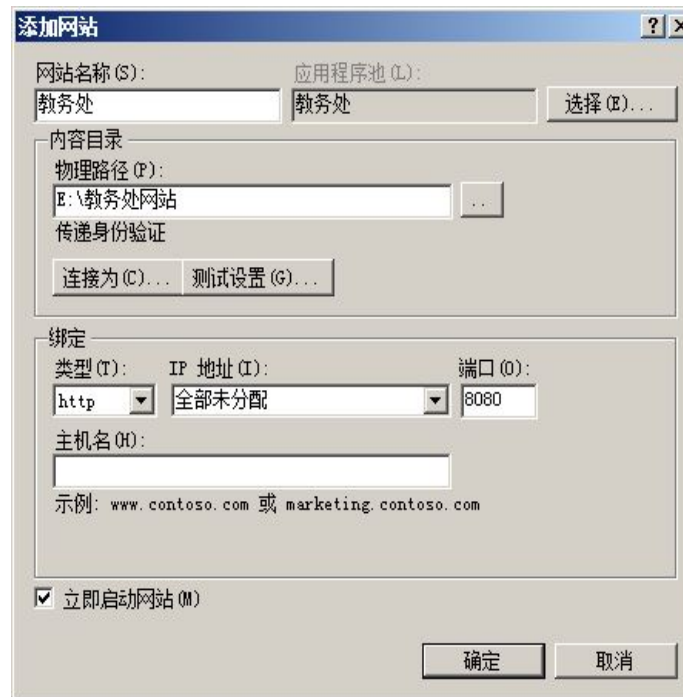 添加网站
网站名称(S):
应用程序池(L):
教务处
教务处
选择(E)...
内容目录
物理路径(P):
E:\教务处网站
..
传递身份验证
连接为(C)...
测试设置(G)...
绑定
类型(T):
IP 地址(I):
端口(O):
http
全部未分配
8080
主机名(H):
示例: www.contoso.com 或 marketing.contoso.com
立即启动网站(M)
确定
取消